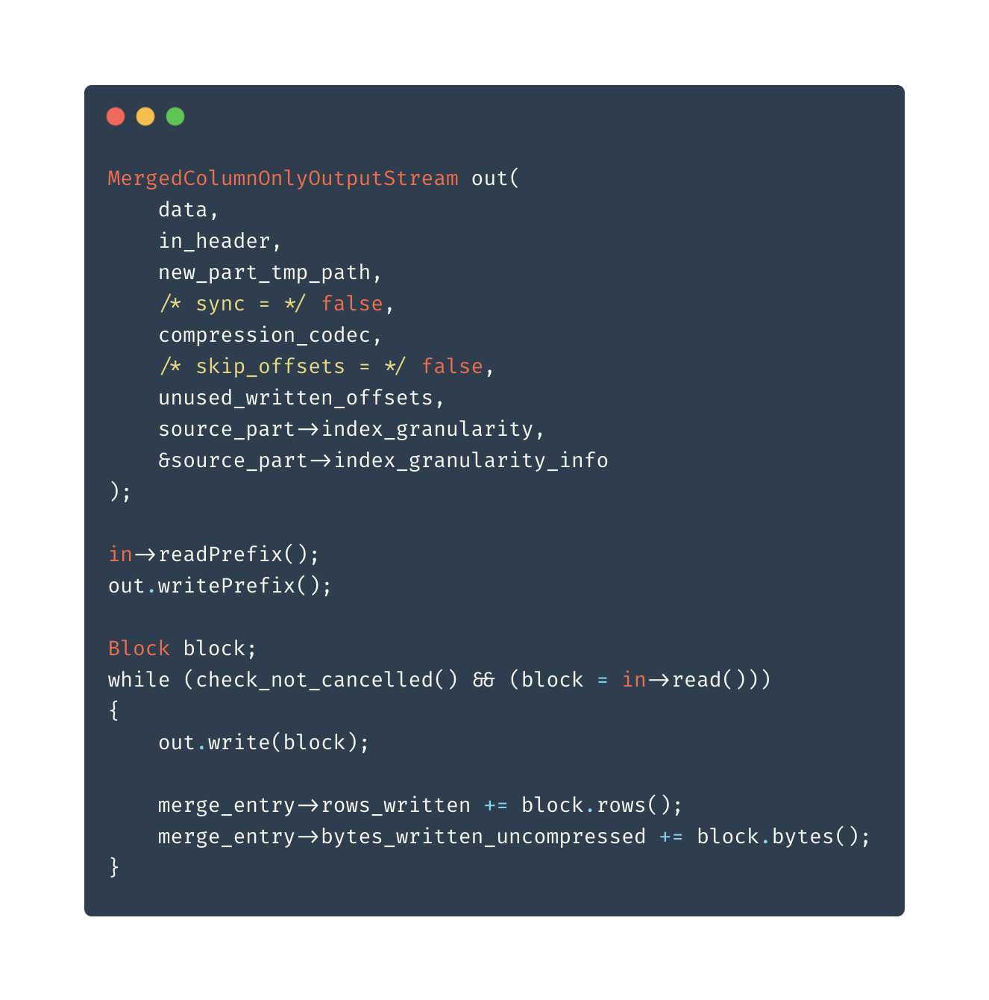 MergedColumnOnlyOutputStream out(
    data,
    in_header,
    new_part_tmp_path,
    /* sync = */ false,
    compression_codec,
    /* skip_offsets = */ false,
    unused_written_offsets,
    source_part->index_granularity,
    &source_part->index_granularity_info
);

in->readPrefix();
out.writePrefix();

Block block;
while (check_not_cancelled() && (block = in->read()))
{
    out.write(block);

    merge_entry->rows_written += block.rows();
    merge_entry->bytes_written_uncompressed += block.bytes();
}